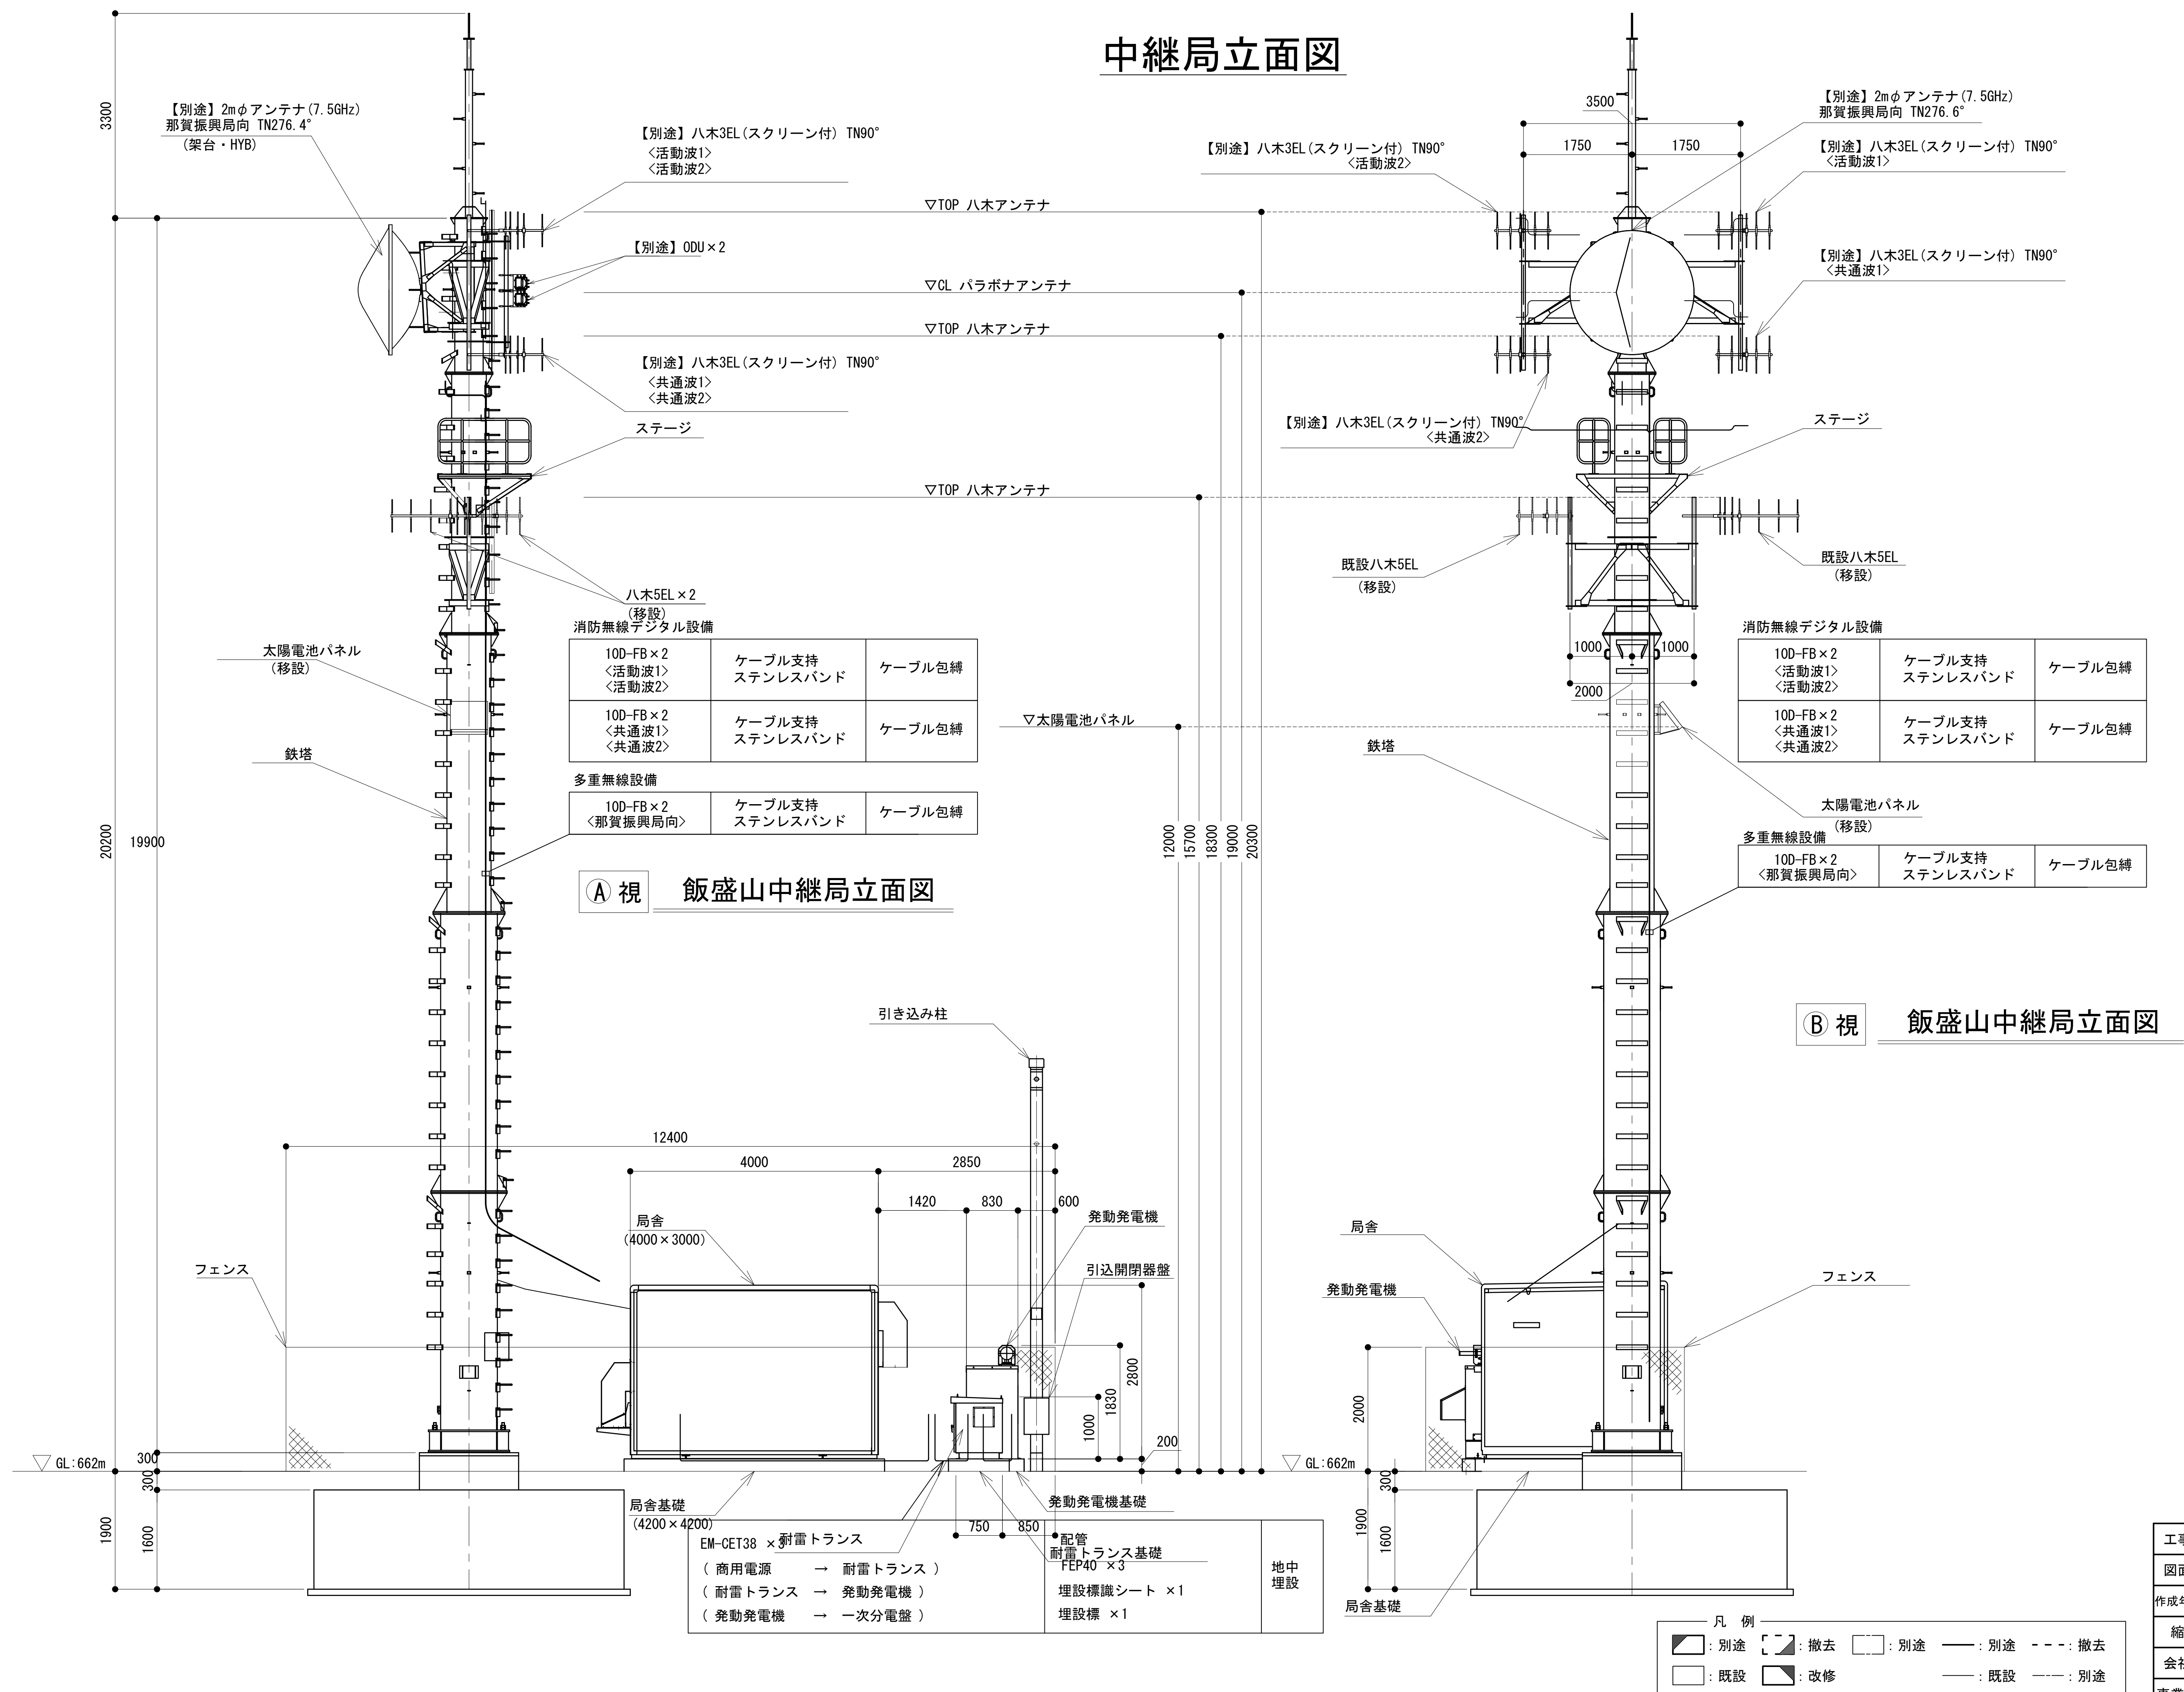 中継局立面図
3300
【別途】2mφアンテナ(7.5GHz)
那賀振興局向 TN276.4°
(架台・HYB)
【別途】八木3EL(スクリーン付) TN90°
〈活動波1〉
〈活動波2〉
▽TOP 八木アンテナ
【別途】ODU×2
▽CL パラボナアンテナ
▽TOP 八木アンテナ
【別途】八木3EL(スクリーン付) TN90°
〈共通波1〉
〈共通波2〉
ステージ
▽TOP 八木アンテナ
八木5EL×2
(移設)
太陽電池パネル
(移設)
鉄塔
20200
19900
消防無線デジタル設備
10D-FB×2
〈活動波1〉
〈活動波2〉
ケーブル支持
ステンレスバンド
ケーブル包縛
10D-FB×2
〈共通波1〉
〈共通波2〉
ケーブル支持
ステンレスバンド
ケーブル包縛
多重無線設備
10D-FB×2
〈那賀振興局向〉
ケーブル支持
ステンレスバンド
ケーブル包縛
Ⓐ 視
飯盛山中継局立面図
▽太陽電池パネル
12000
15700
18300
19000
20300
引き込み柱
12400
4000
2850
1420
830
600
局舎
(4000×3000)
発動発電機
引込開閉器盤
フェンス
2800
1830
1000
200
▽ GL:662m
300
300
1900
1600
局舎基礎
(4200×4200)
発動発電機基礎
750
850
耐雷トランス
耐雷トランス基礎
EM-CET38 ×3
( 商用電源 → 耐雷トランス )
( 耐雷トランス → 発動発電機 )
( 発動発電機 → 一次分電盤 )
配管
FEP40 ×3
埋設標識シート ×1
埋設標 ×1
地中
埋設
3500
1750
1750
【別途】2mφアンテナ(7.5GHz)
那賀振興局向 TN276.6°
【別途】八木3EL(スクリーン付) TN90°
〈活動波2〉
【別途】八木3EL(スクリーン付) TN90°
〈活動波1〉
【別途】八木3EL(スクリーン付) TN90°
〈共通波1〉
【別途】八木3EL(スクリーン付) TN90°
〈共通波2〉
ステージ
既設八木5EL
(移設)
既設八木5EL
(移設)
1000
1000
2000
消防無線デジタル設備
10D-FB×2
〈活動波1〉
〈活動波2〉
ケーブル支持
ステンレスバンド
ケーブル包縛
10D-FB×2
〈共通波1〉
〈共通波2〉
ケーブル支持
ステンレスバンド
ケーブル包縛
鉄塔
太陽電池パネル
(移設)
多重無線設備
10D-FB×2
〈那賀振興局向〉
ケーブル支持
ステンレスバンド
ケーブル包縛
Ⓑ 視
飯盛山中継局立面図
局舎
発動発電機
フェンス
2000
▽ GL:662m
300
1900
1600
局舎基礎
凡 例
: 別途
: 撤去
: 別途
: 別途
: 撤去
: 既設
: 改修
: 既設
: 別途
図面
作成年
縮
会社